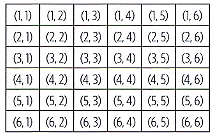 (1, 1) (1, 2) (1, 3) (1, 4) (1, 5) (1, 6)
(2, 1) (2, 2) (2, 3) (2, 4) (2, 5) (2, 6)
(3, 1) (3, 2) (3, 3) (3, 4) (3, 5) (3, 6)
(4, 1) (4, 2) (4, 3) (4, 4) (4, 5) (4, 6)
(5, 1) (5, 2) (5, 3) (5, 4) (5, 5) (5, 6)
(6, 1) (6, 2) (6, 3) (6, 4) (6, 5) (6, 6)